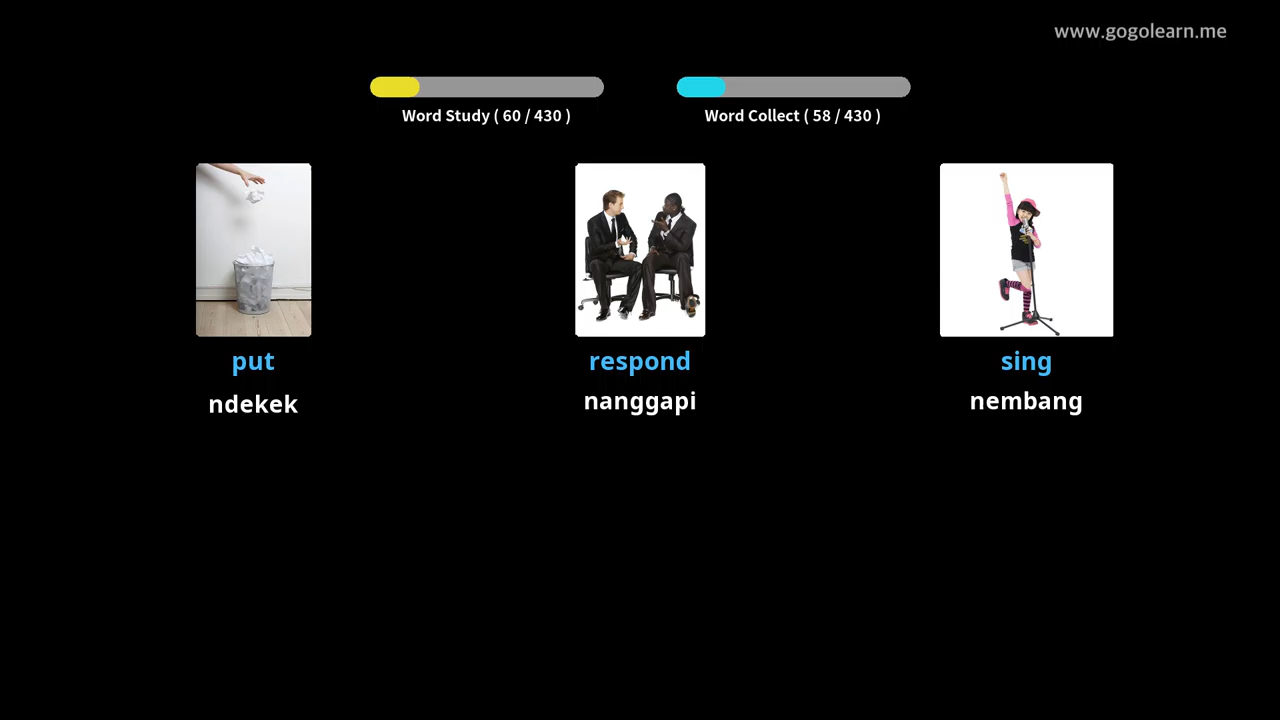 www.gogolearn.me
Word Study ( 60 / 430 )
Word Collect ( 58 / 430 )
put
ndekek
respond
nanggapi
sing
nembang